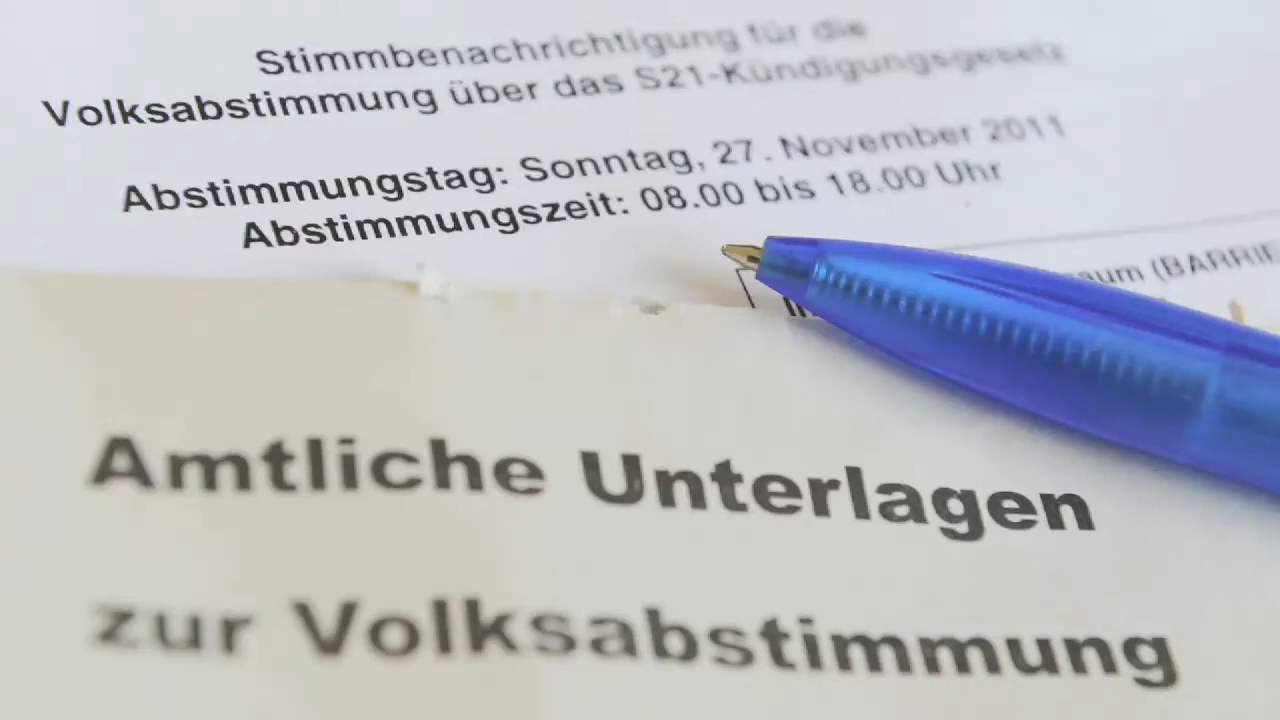 Stimmbenachrichtigung für die
Volksabstimmung über das S21-Kündigungsgesetz
Abstimmungstag: Sonntag, 27. November 2011
Abstimmungszeit: 08.00 bis 18.00 Uhr
(BARRIE
Amtliche Unterlagen
zur Volksabstimmung